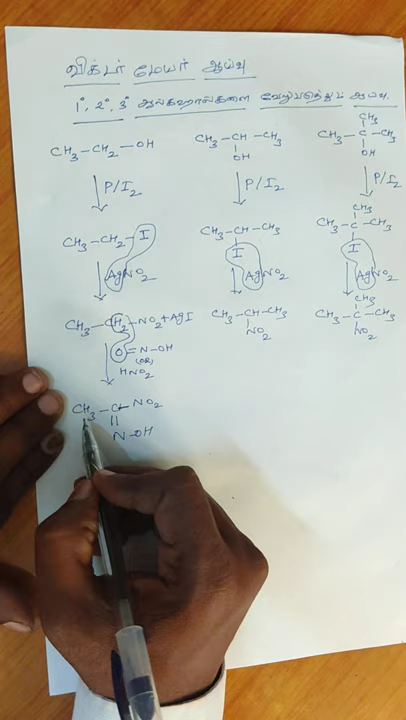 விக்டர் மேயர் ஆய்வு
1°, 2°, 3° ஆல்கஹால்களை வேறுபடுத்தும் ஆய்வு.
CH3-CH2-OH
CH3-CH-CH3
OH
CH3
CH3-C-CH3
OH
P/I2
P/I2
P/I2
CH3-CH2-I
AgNO2
CH3-CH-CH3
I
AgNO2
CH3
CH3-C-CH3
I
AgNO2
CH3-CH2-NO2+AgI
O=N-OH
(OR)
HNO2
CH3-CH-CH3
NO2
CH3
CH3-C-CH3
NO2
CH3-C-NO2
N-OH